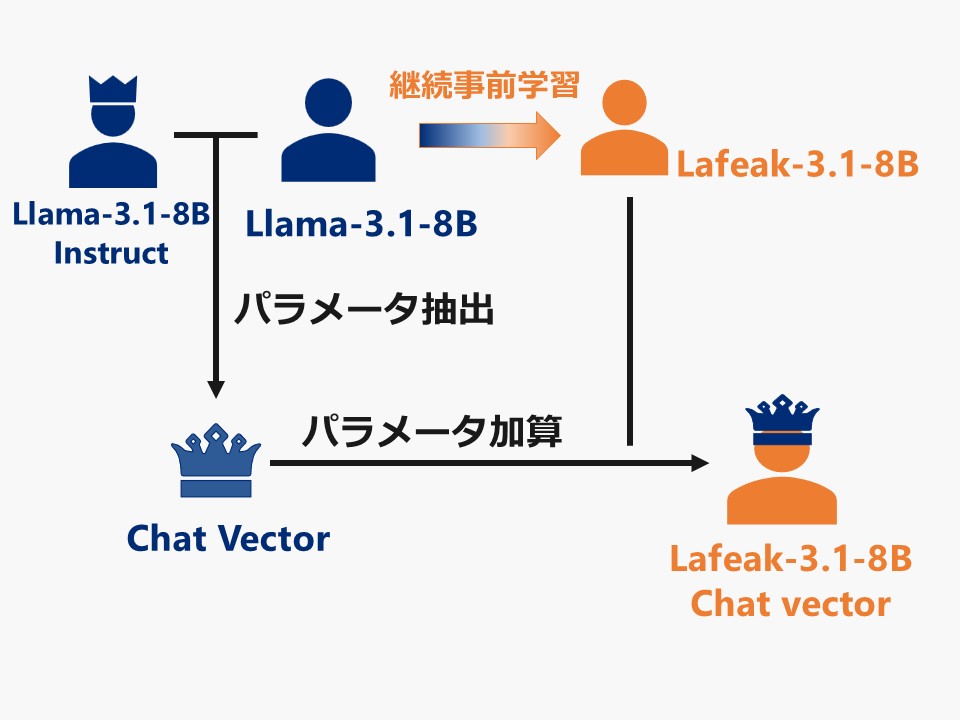 継続事前学習
Lafeak-3.1-8B
Llama-3.1-8B
Instruct
Llama-3.1-8B
パラメータ抽出
パラメータ加算
Chat Vector
Lafeak-3.1-8B
Chat vector